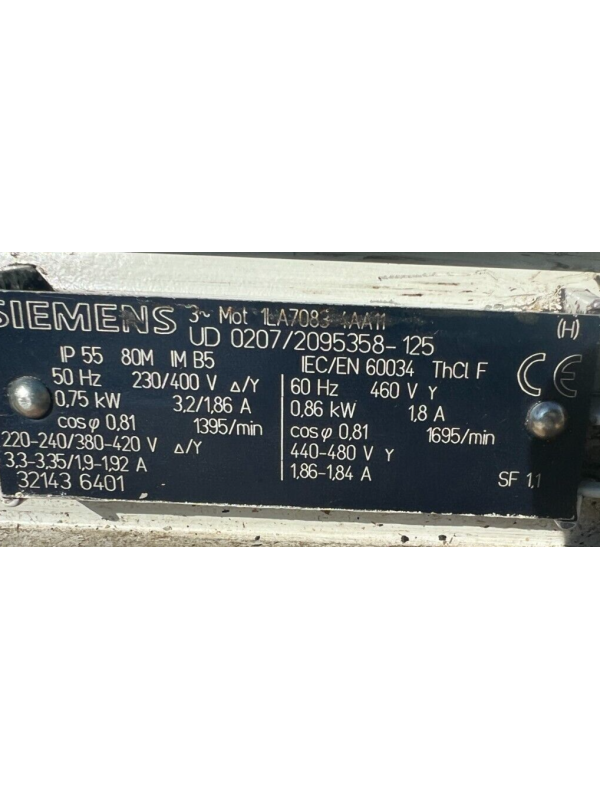 SIEMENS 3~ Mot 1LA7083-4AA11 (H)
UD 0207/2095358-125
IP 55 80M IM B5 IEC/EN 60034 ThCl F CE
50 Hz 230/400 V Δ/Y 60 Hz 460 V Y
0,75 kW 3,2/1,86 A 0,86 kW 1,8 A
cos φ 0,81 1395/min cos φ 0,81 1695/min
220-240/380-420 V Δ/Y 440-480 V Y
3,3-3,35/1,9-1,92 A 1,86-1,84 A
32143 6401 SF 1,1